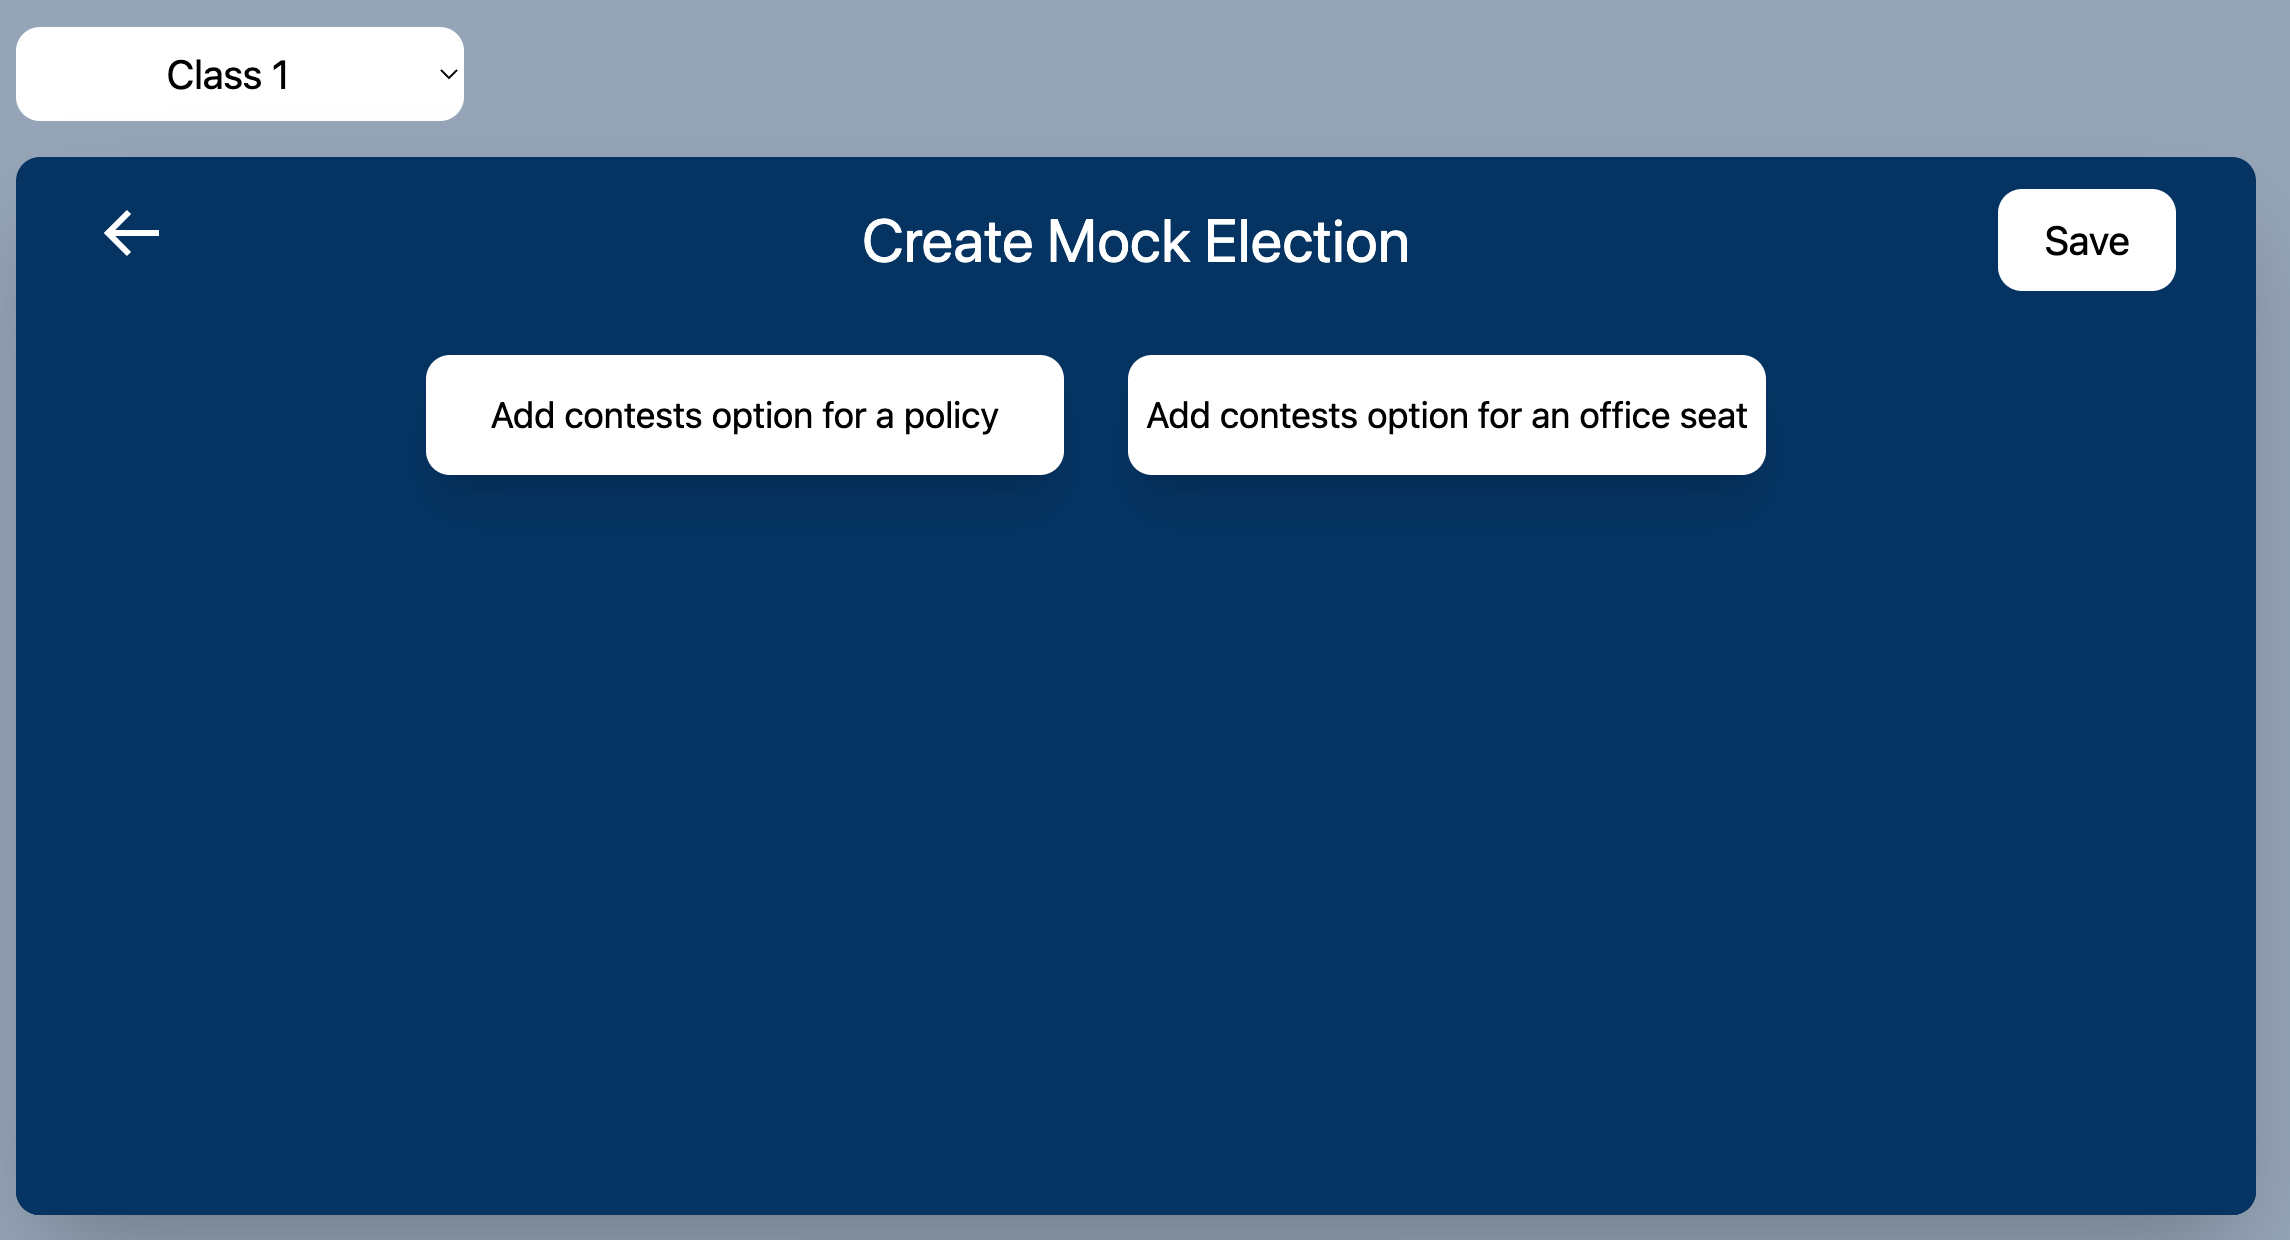 Class 1
Create Mock Election
Save
Add contests option for a policy
Add contests option for an office seat